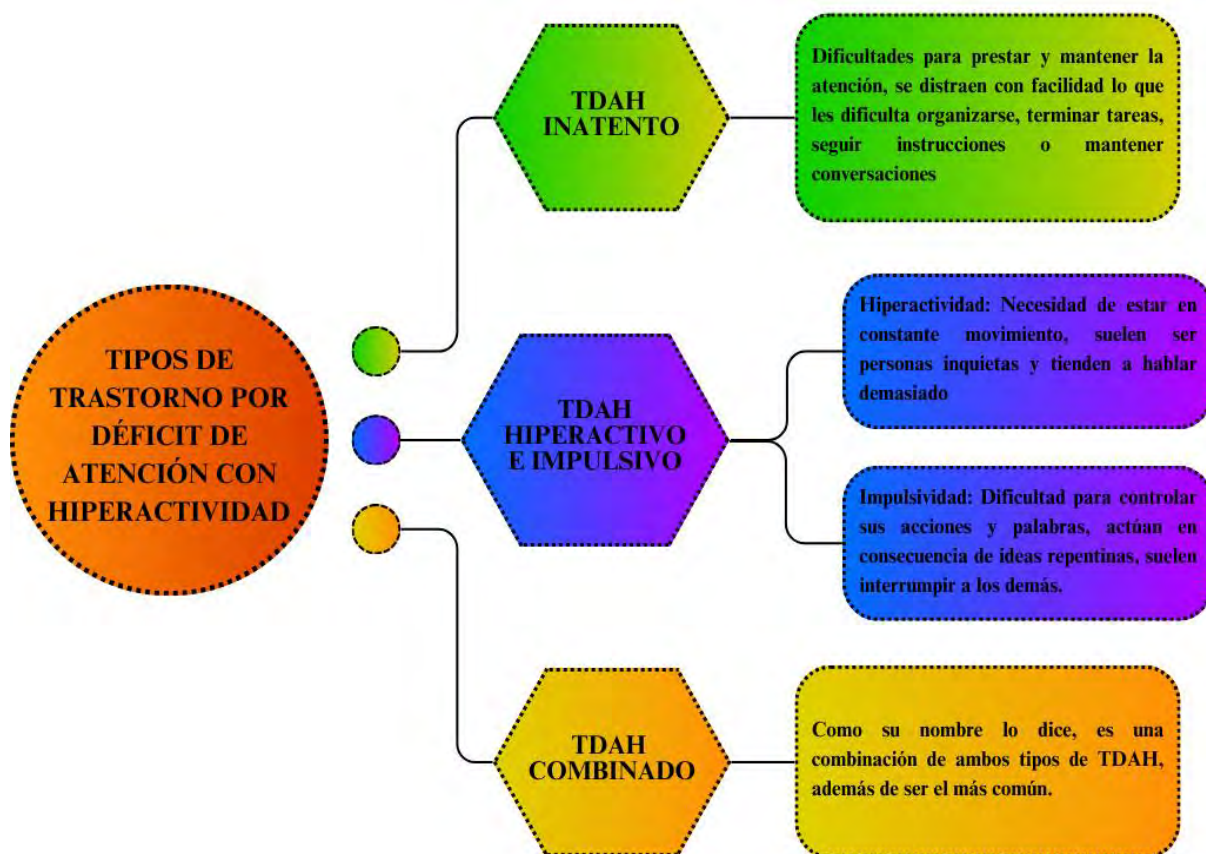 TIPOS DE
TRASTORNO POR
DÉFICIT DE
ATENCIÓN CON
HIPERACTIVIDAD
TDAH
INATENTO
Dificultades para prestar y mantener la
atención, se distraen con facilidad lo que
les dificulta organizarse, terminar tareas,
seguir instrucciones o mantener
conversaciones
TDAH
HIPERACTIVO
E IMPULSIVO
Hiperactividad: Necesidad de estar en
constante movimiento, suelen ser
personas inquietas y tienden a hablar
demasiado
Impulsividad: Dificultad para controlar
sus acciones y palabras, actúan en
consecuencia de ideas repentinas, suelen
interrumpir a los demás.
TDAH
COMBINADO
Como su nombre lo dice, es una
combinación de ambos tipos de TDAH,
además de ser el más común.